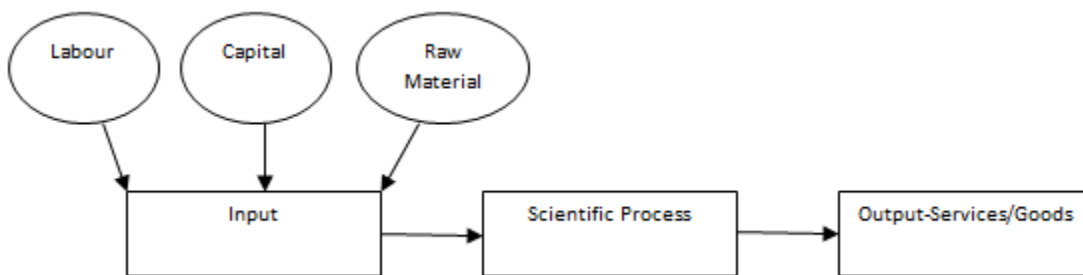 Labour
Capital
Raw
Material
Input
Scientific Process
Output-Services/Goods